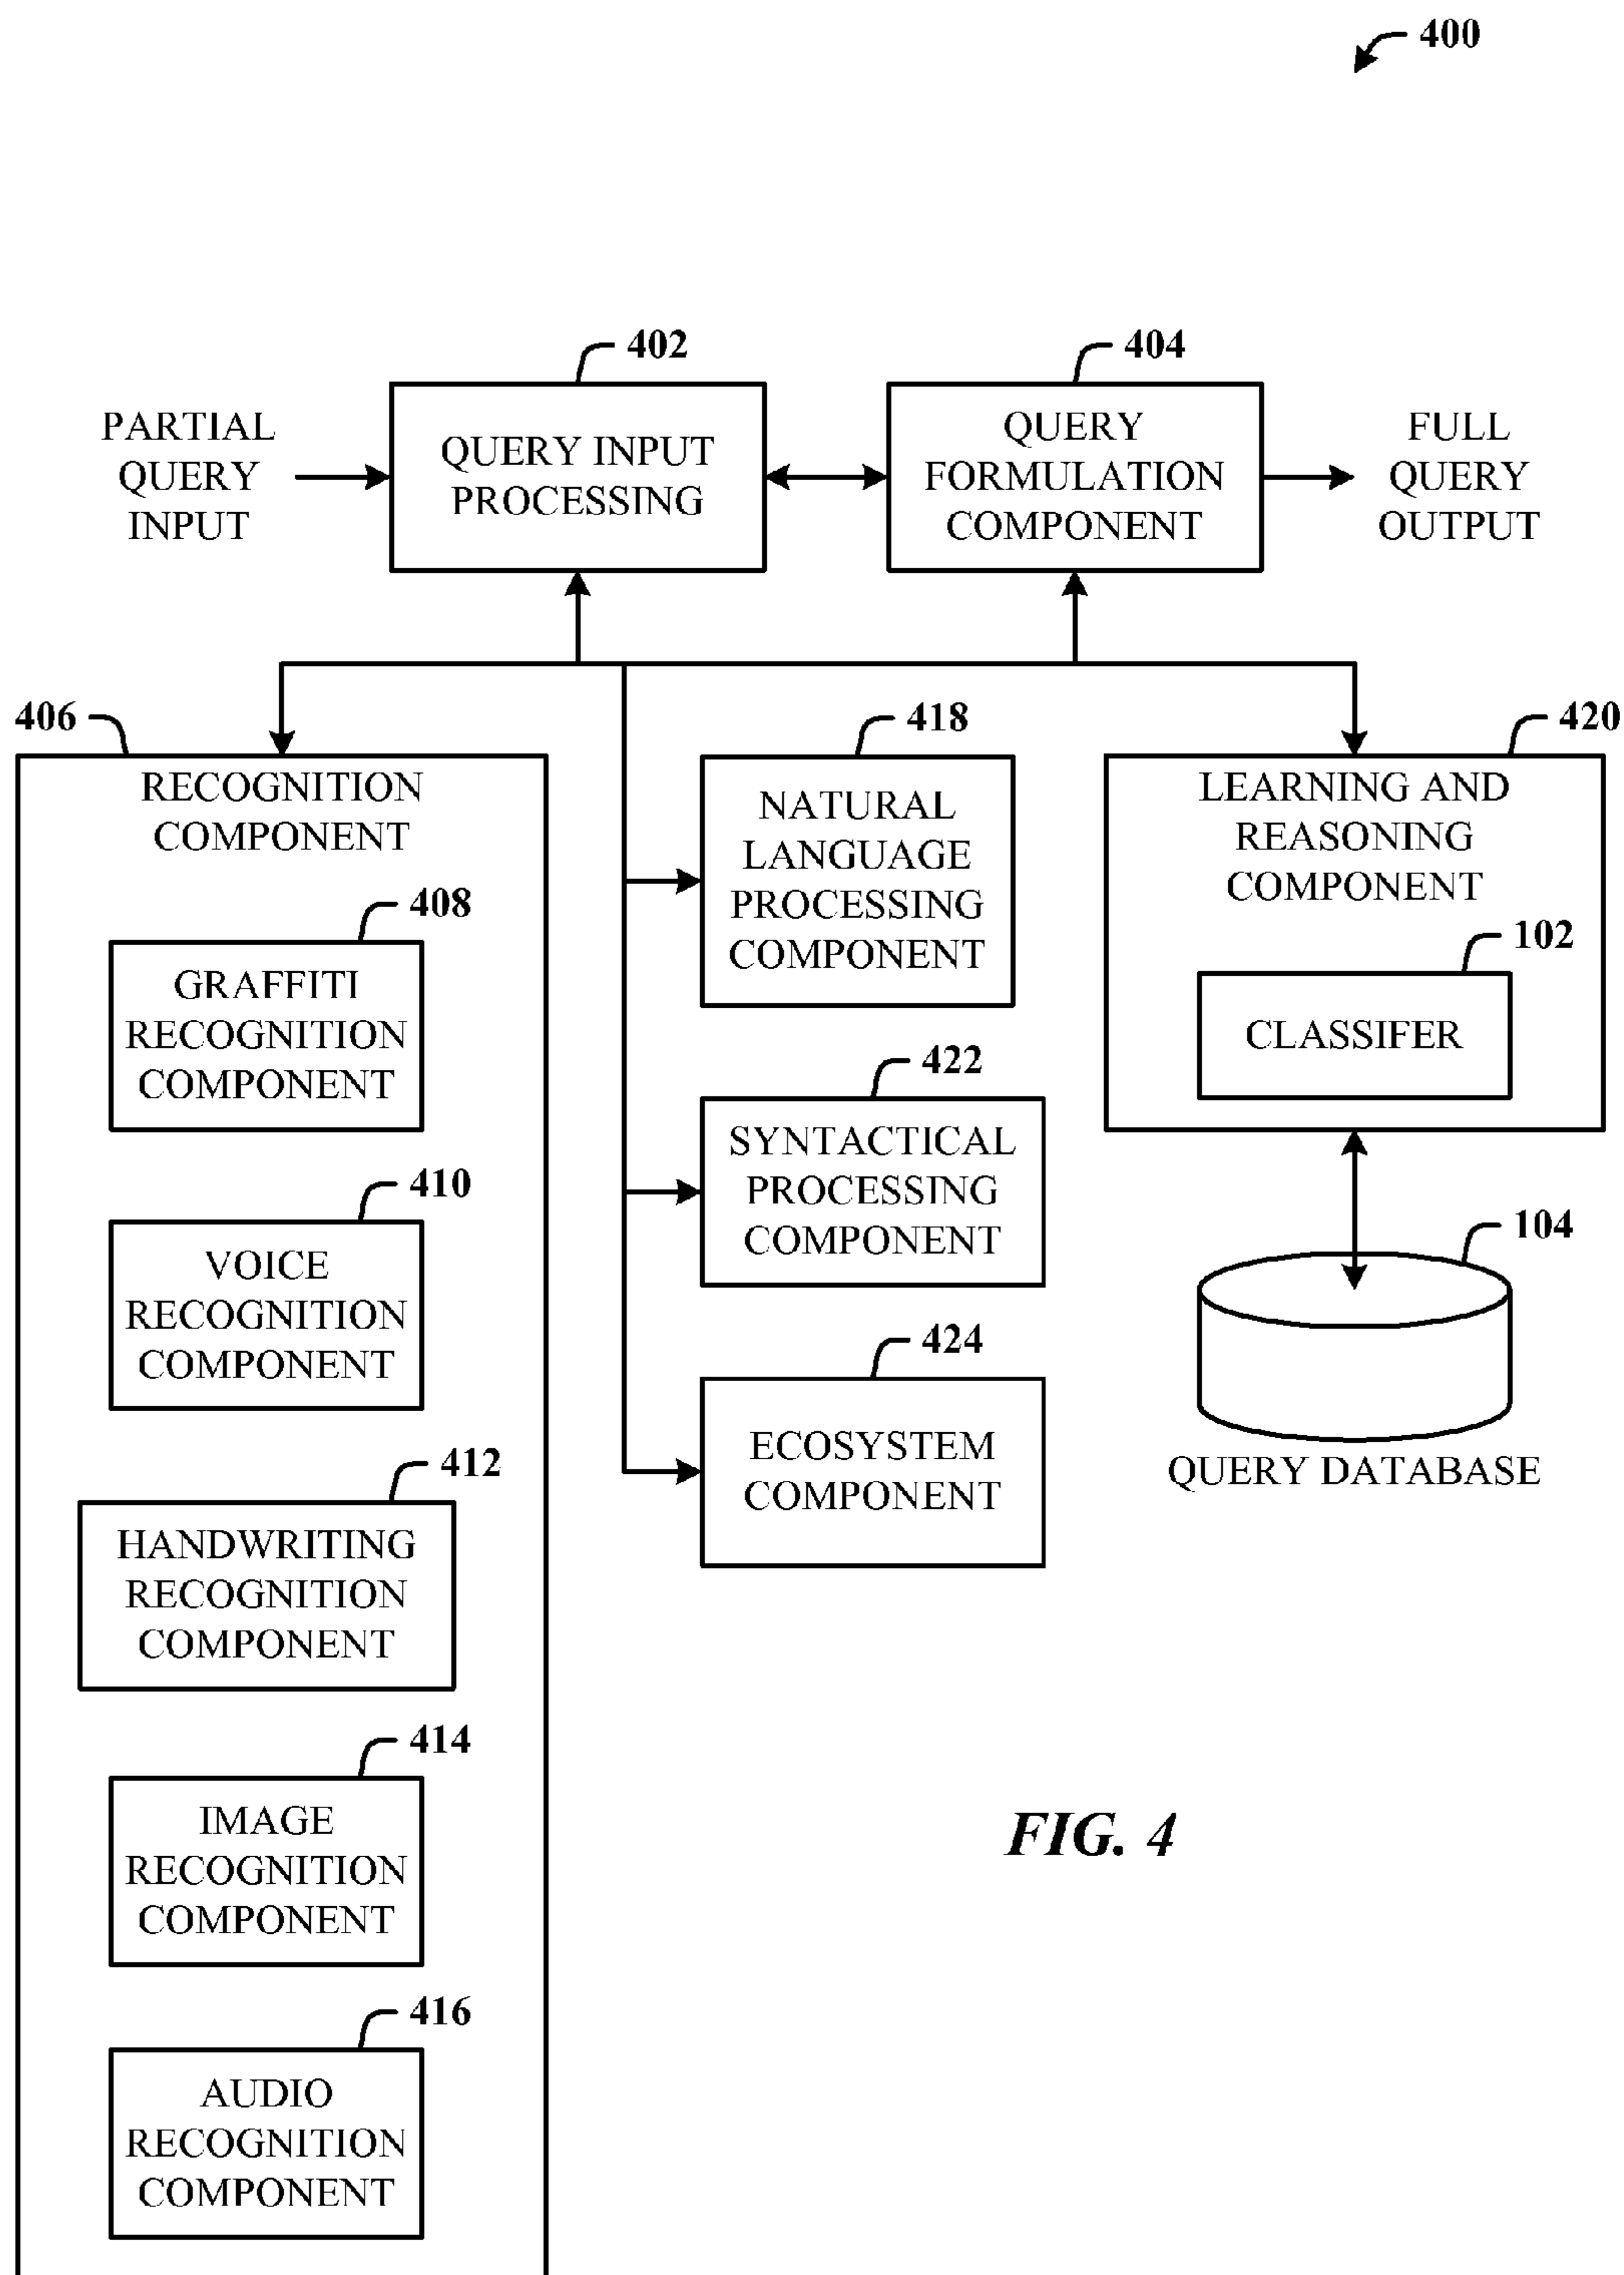 400
402
404
PARTIAL
QUERY
INPUT
QUERY INPUT
PROCESSING
QUERY
FORMULATION
COMPONENT
FULL
QUERY
OUTPUT
406
RECOGNITION
COMPONENT
408
GRAFFITI
RECOGNITION
COMPONENT
410
VOICE
RECOGNITION
COMPONENT
412
HANDWRITING
RECOGNITION
COMPONENT
414
IMAGE
RECOGNITION
COMPONENT
416
AUDIO
RECOGNITION
COMPONENT
418
NATURAL
LANGUAGE
PROCESSING
COMPONENT
422
SYNTACTICAL
PROCESSING
COMPONENT
424
ECOSYSTEM
COMPONENT
420
LEARNING AND
REASONING
COMPONENT
102
CLASSIFER
104
QUERY DATABASE
FIG. 4